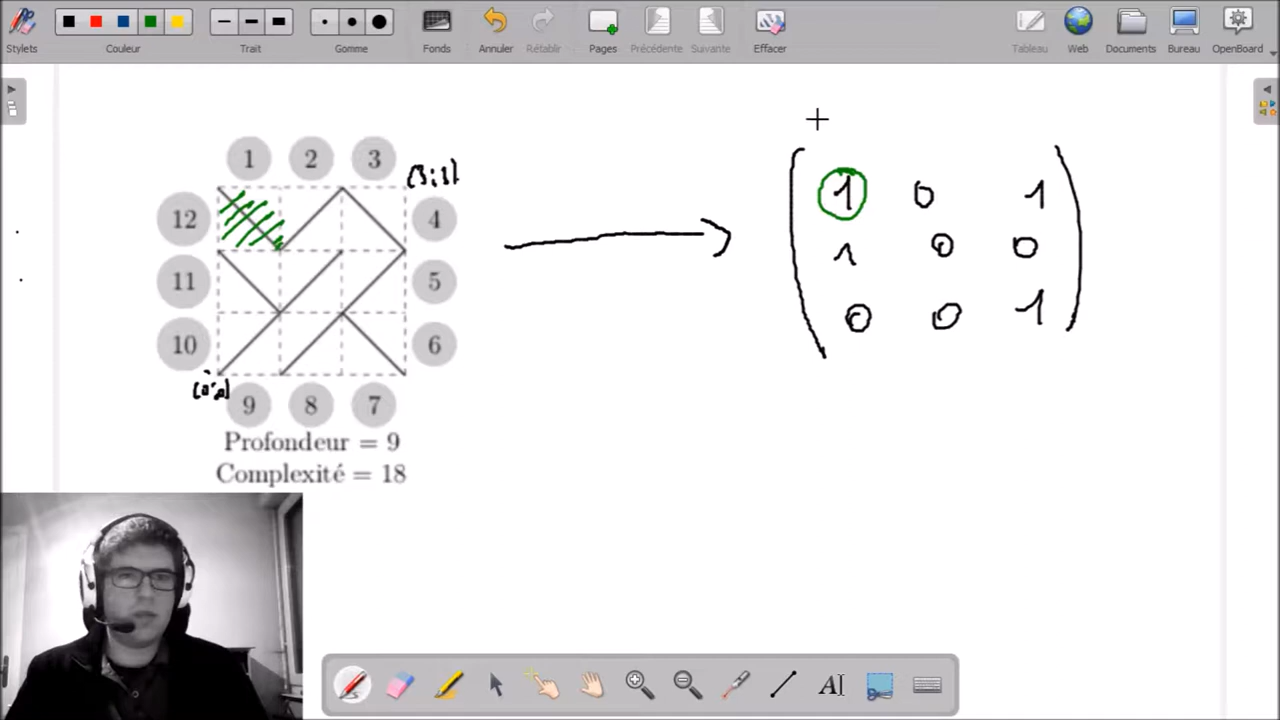 Stylets Couleur Trait Gomme Fonds Annuler Rétablir Pages Précédente Suivante Effacer Tableau Web Documents Bureau OpenBoard
1 2 3
(3;3)
12 4
11 5
10 6
(0;0)
9 8 7
Profondeur = 9
Complexité = 18
1 0 1
1 0 0
0 0 1
AI